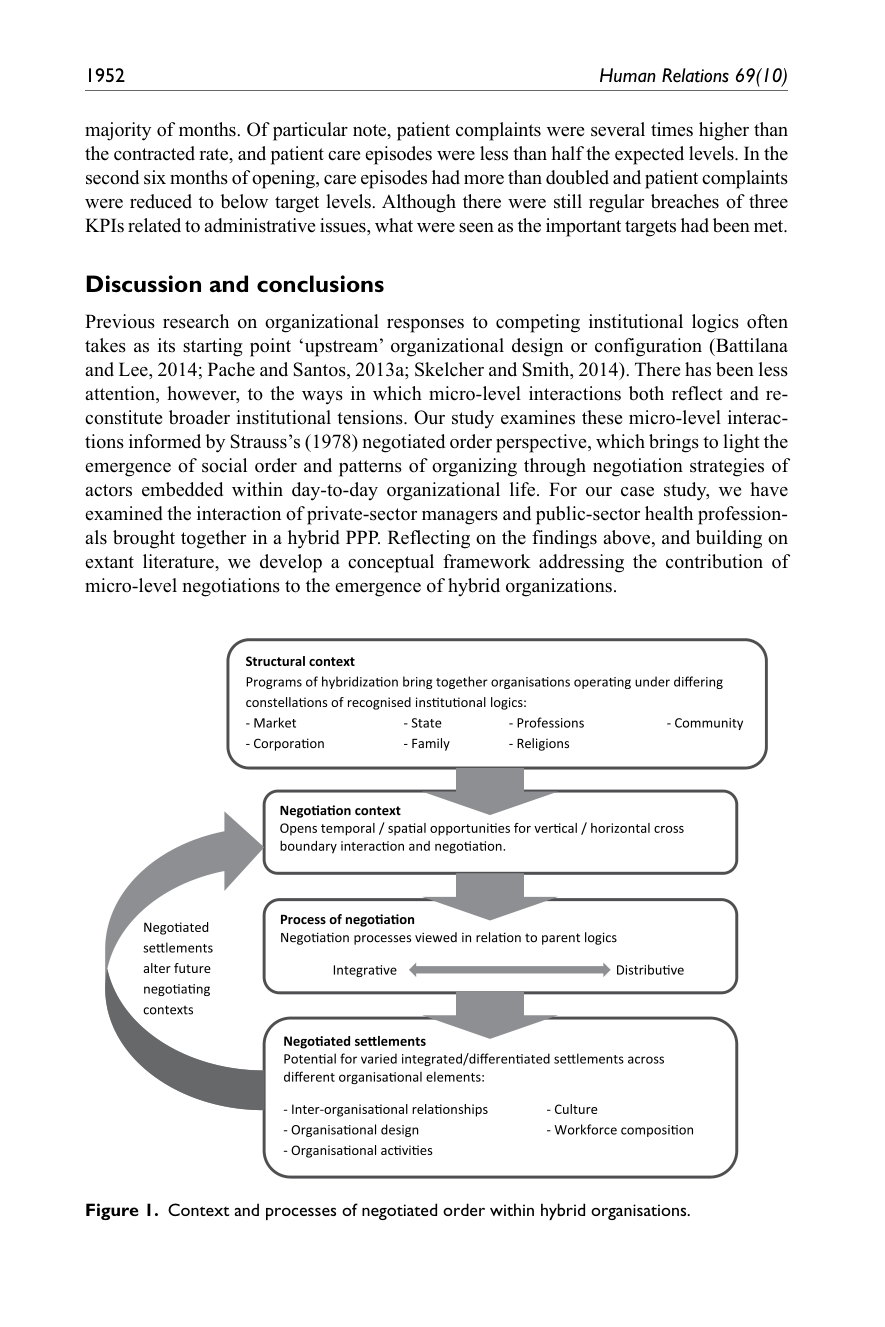 1952
Human Relations 69(10)
majority of months. Of particular note, patient complaints were several times higher than
the contracted rate, and patient care episodes were less than half the expected levels. In the
second six months of opening, care episodes had more than doubled and patient complaints
were reduced to below target levels. Although there were still regular breaches of three
KPIs related to administrative issues, what were seen as the important targets had been met.
Discussion and conclusions
Previous research on organizational responses to competing institutional logics often
takes as its starting point ‘upstream’ organizational design or configuration (Battilana
and Lee, 2014; Pache and Santos, 2013a; Skelcher and Smith, 2014). There has been less
attention, however, to the ways in which micro-level interactions both reflect and re-
constitute broader institutional tensions. Our study examines these micro-level interac-
tions informed by Strauss’s (1978) negotiated order perspective, which brings to light the
emergence of social order and patterns of organizing through negotiation strategies of
actors embedded within day-to-day organizational life. For our case study, we have
examined the interaction of private-sector managers and public-sector health profession-
als brought together in a hybrid PPP. Reflecting on the findings above, and building on
extant literature, we develop a conceptual framework addressing the contribution of
micro-level negotiations to the emergence of hybrid organizations.
Structural context
Programs of hybridization bring together organisations operating under differing
constellations of recognised institutional logics:
- Market - State - Professions - Community
- Corporation - Family - Religions
Negotiation context
Opens temporal / spatial opportunities for vertical / horizontal cross
boundary interaction and negotiation.
Process of negotiation
Negotiation processes viewed in relation to parent logics
Integrative Distributive
Negotiated
settlements
alter future
negotiating
contexts
Negotiated settlements
Potential for varied integrated/differentiated settlements across
different organisational elements:
- Inter-organisational relationships - Culture
- Organisational design - Workforce composition
- Organisational activities
Figure 1. Context and processes of negotiated order within hybrid organisations.